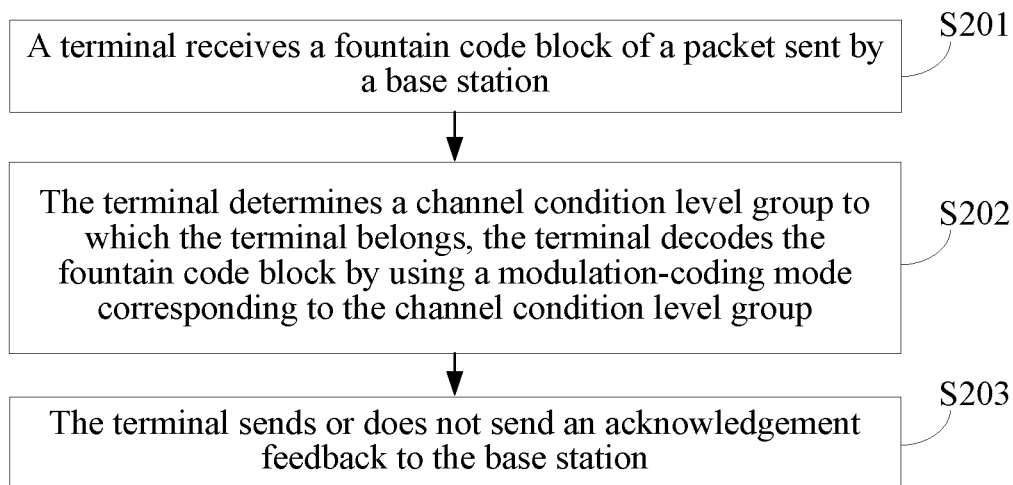 S201
A terminal receives a fountain code block of a packet sent by
a base station
S202
The terminal determines a channel condition level group to
which the terminal belongs, the terminal decodes the
fountain code block by using a modulation-coding mode
corresponding to the channel condition level group
S203
The terminal sends or does not send an acknowledgement
feedback to the base station